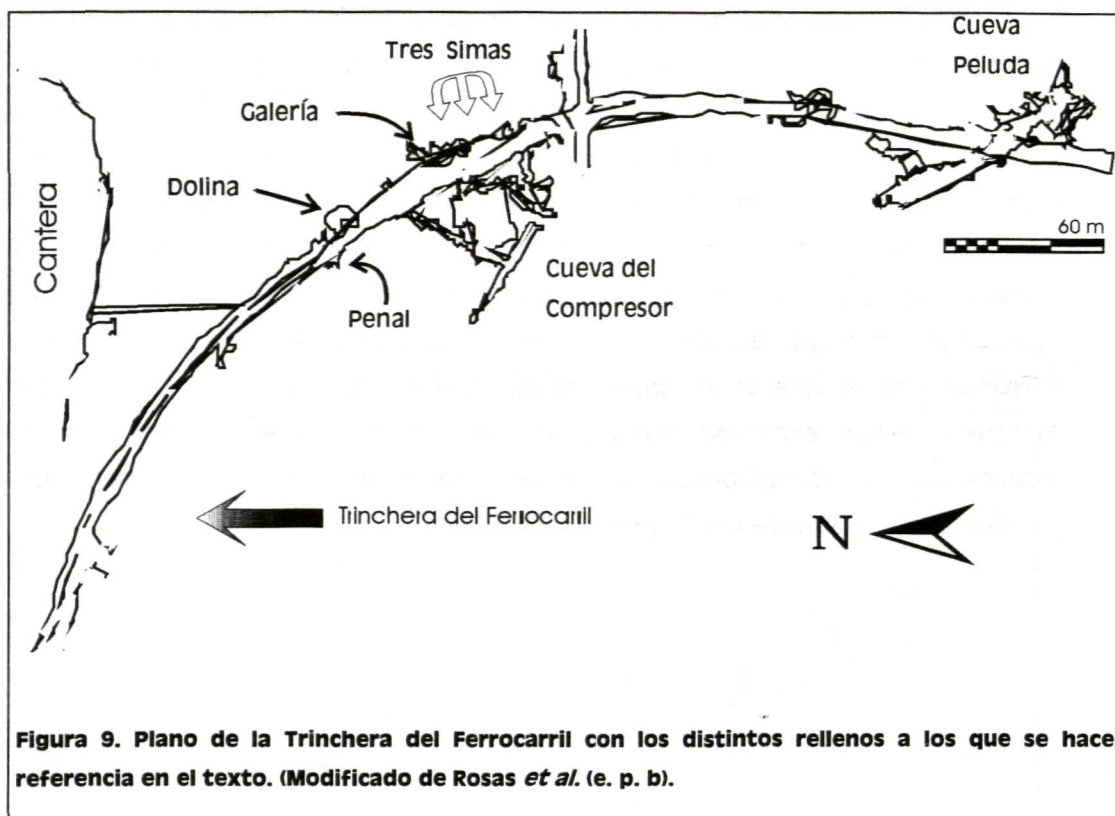 Cueva
Peluda
Tres Simas
Galería
Dolina
Cantera
60 m
Cueva del
Compresor
Penal
Trinchera del Ferrocarril
N
Figura 9. Plano de la Trinchera del Ferrocarril con los distintos rellenos a los que se hace
referencia en el texto. (Modificado de Rosas et al. (e. p. b).